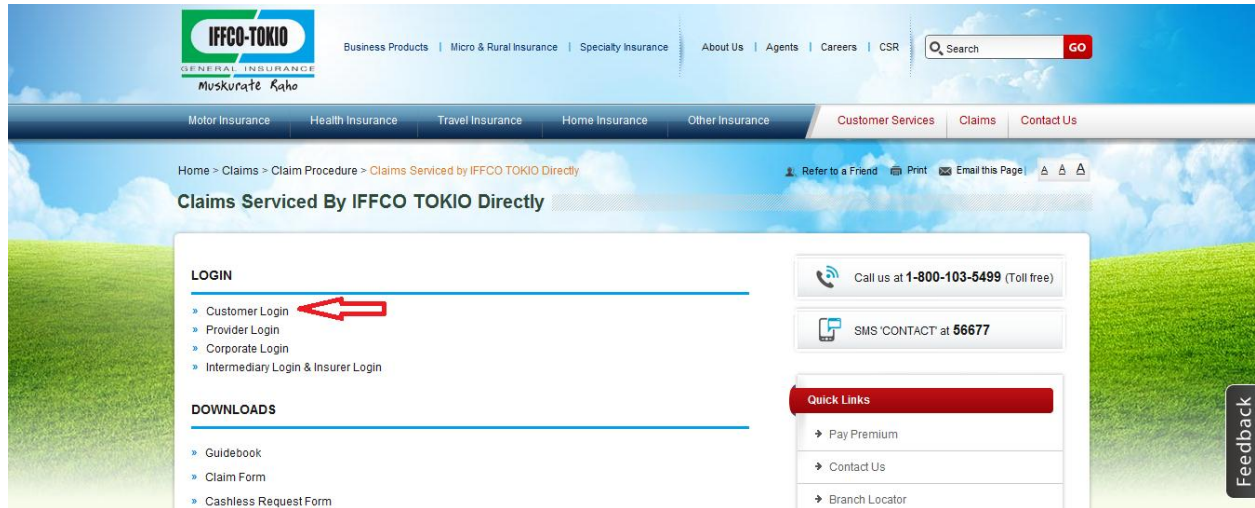 IFFCO-TOKIO
GENERAL INSURANCE
Muskurate Raho
Business Products | Micro & Rural Insurance | Specialty Insurance
About Us | Agents | Careers | CSR
Search
GO
Motor Insurance
Health Insurance
Travel Insurance
Home Insurance
Other Insurance
Customer Services
Claims
Contact Us
Home > Claims > Claim Procedure > Claims Serviced by IFFCO TOKIO Directly
Refer to a Friend Print Email this Page| A A A
Claims Serviced By IFFCO TOKIO Directly
LOGIN
» Customer Login
» Provider Login
» Corporate Login
» Intermediary Login & Insurer Login
DOWNLOADS
» Guidebook
» Claim Form
» Cashless Request Form
Call us at 1-800-103-5499 (Toll free)
SMS 'CONTACT' at 56677
Quick Links
Pay Premium
Contact Us
Branch Locator
Feedback